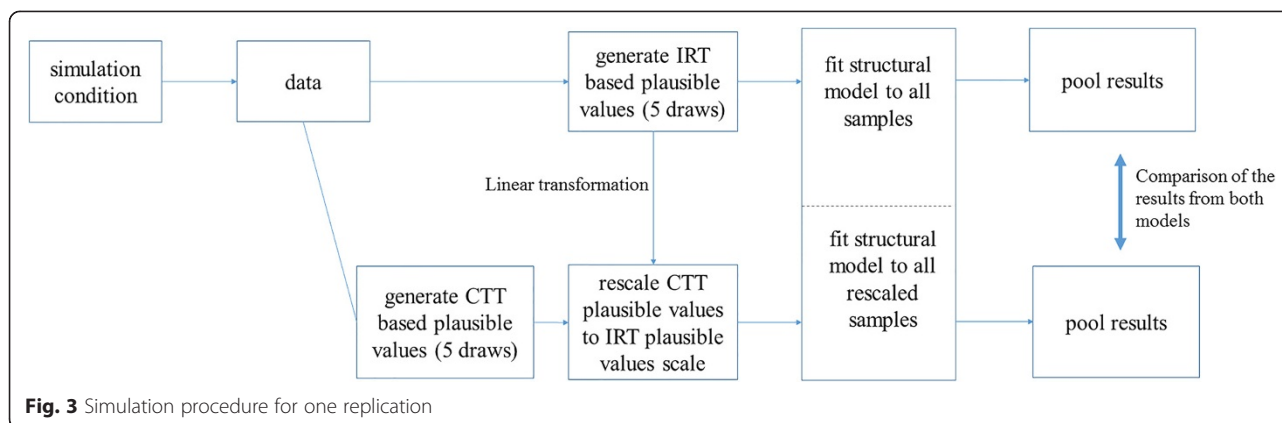 simulation
condition
data
generate IRT
based plausible
values (5 draws)
fit structural
model to all
samples
pool results
Linear transformation
Comparison of the
results from both
models
generate CTT
based plausible
values (5 draws)
rescale CTT
plausible values
to IRT plausible
values scale
fit structural
model to all
rescaled
samples
pool results
Fig. 3 Simulation procedure for one replication